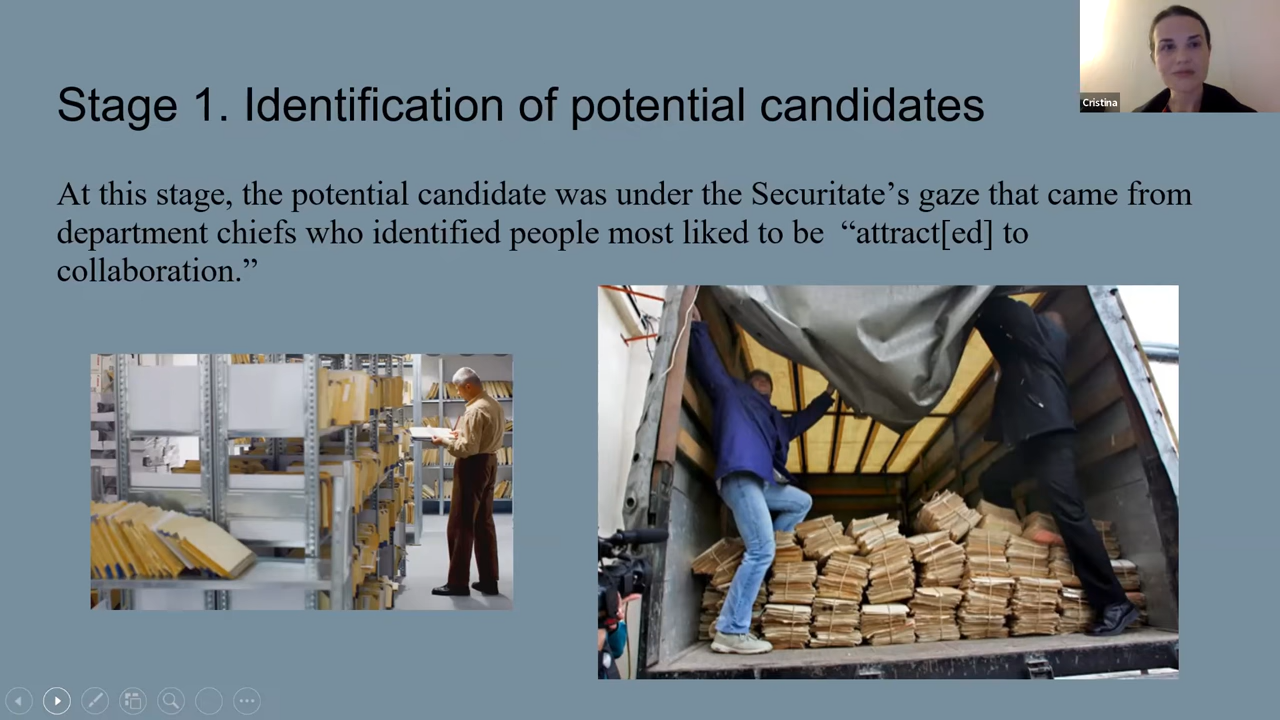 Cristina
Stage 1. Identification of potential candidates
At this stage, the potential candidate was under the Securitate’s gaze that came from
department chiefs who identified people most liked to be “attract[ed] to
collaboration.”